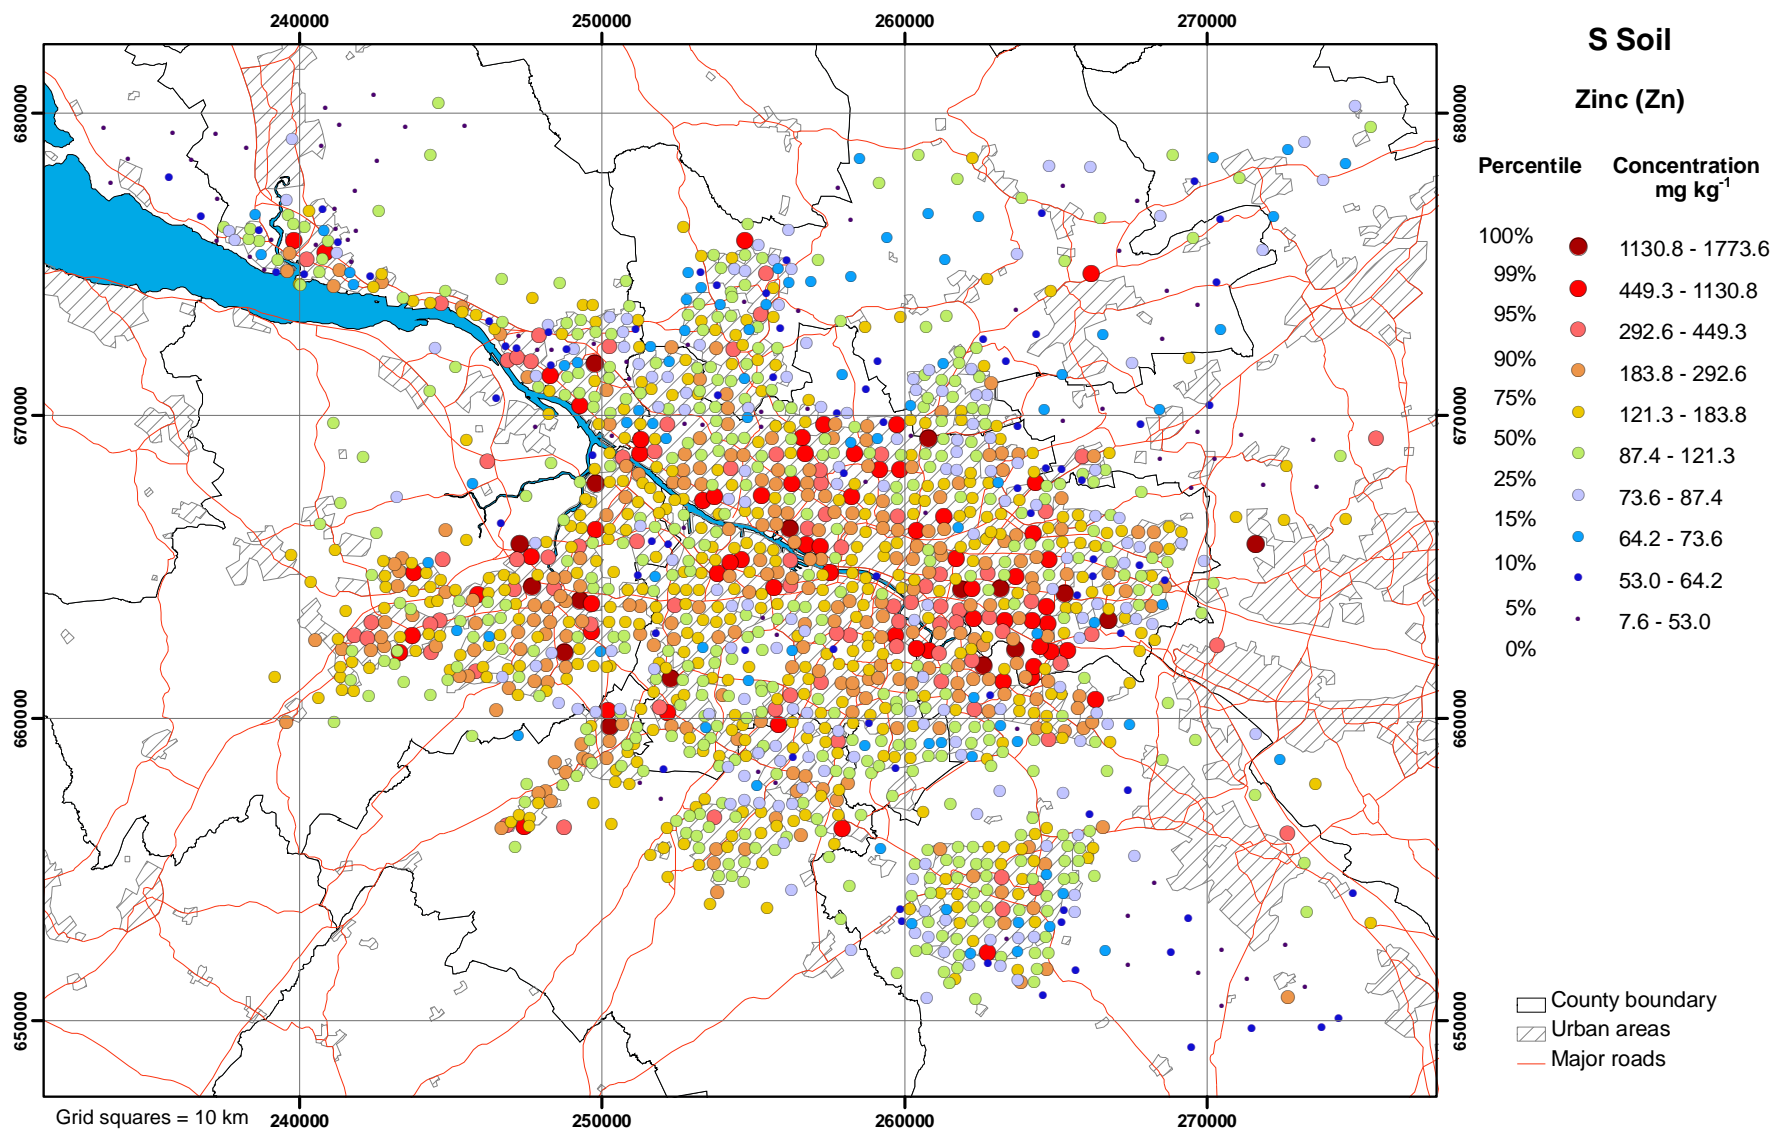 240000 250000 260000 270000
S Soil
Zinc (Zn)
Percentile Concentration
mg kg-1
100%
1130.8 - 1773.6
99%
449.3 - 1130.8
95%
292.6 - 449.3
90%
183.8 - 292.6
75%
121.3 - 183.8
50%
87.4 - 121.3
25%
73.6 - 87.4
15%
64.2 - 73.6
10%
53.0 - 64.2
5%
7.6 - 53.0
0%
680000 680000
670000 670000
660000 660000
650000 650000
County boundary
Urban areas
Major roads
Grid squares = 10 km
240000 250000 260000 270000